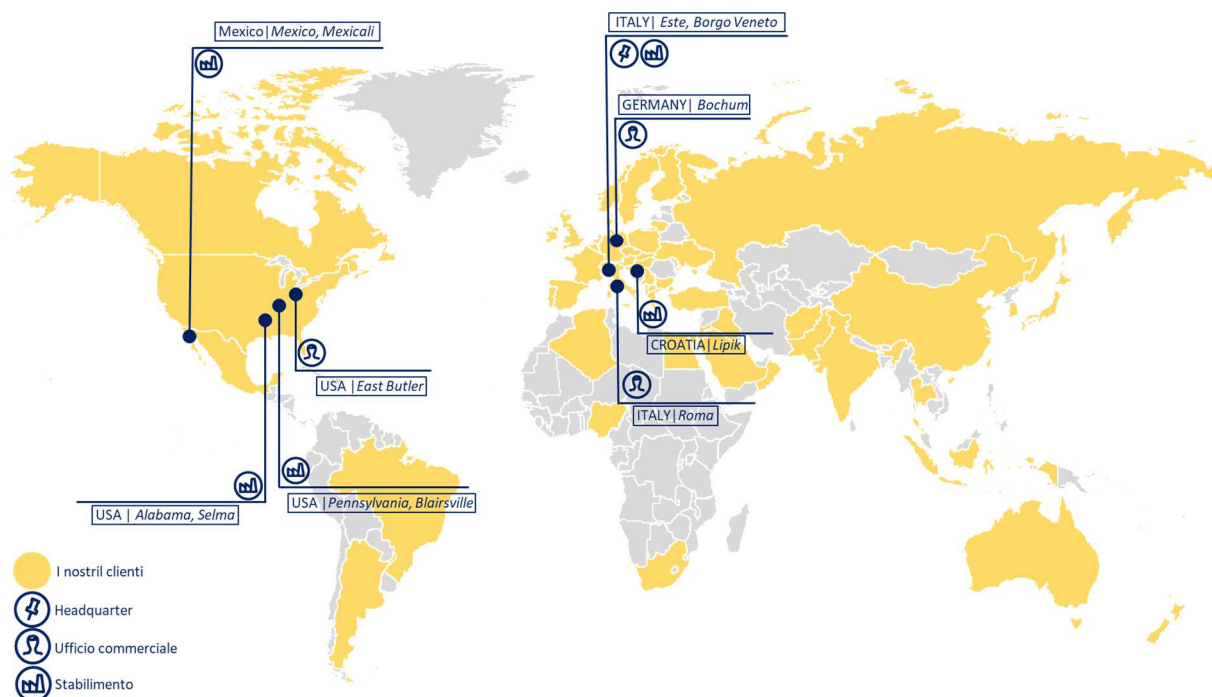 Mexico|Mexico, Mexicali
ITALY| Este, Borgo Veneto
GERMANY| Bochum
CROATIA|Lipik
USA |East Butler
ITALY|Roma
USA |Pennsylvania, Blairsville
USA | Alabama, Selma
I nostril clienti
Headquarter
Ufficio commerciale
Stabilimento